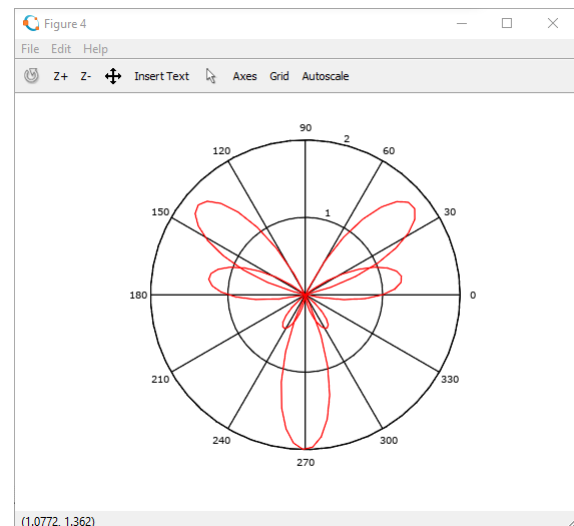 Figure 4
File Edit Help
Z+ Z- Insert Text Axes Grid Autoscale
90
120 2 60
150 1 30
180 0
210 330
240 300
270
(1.0772, 1.362)